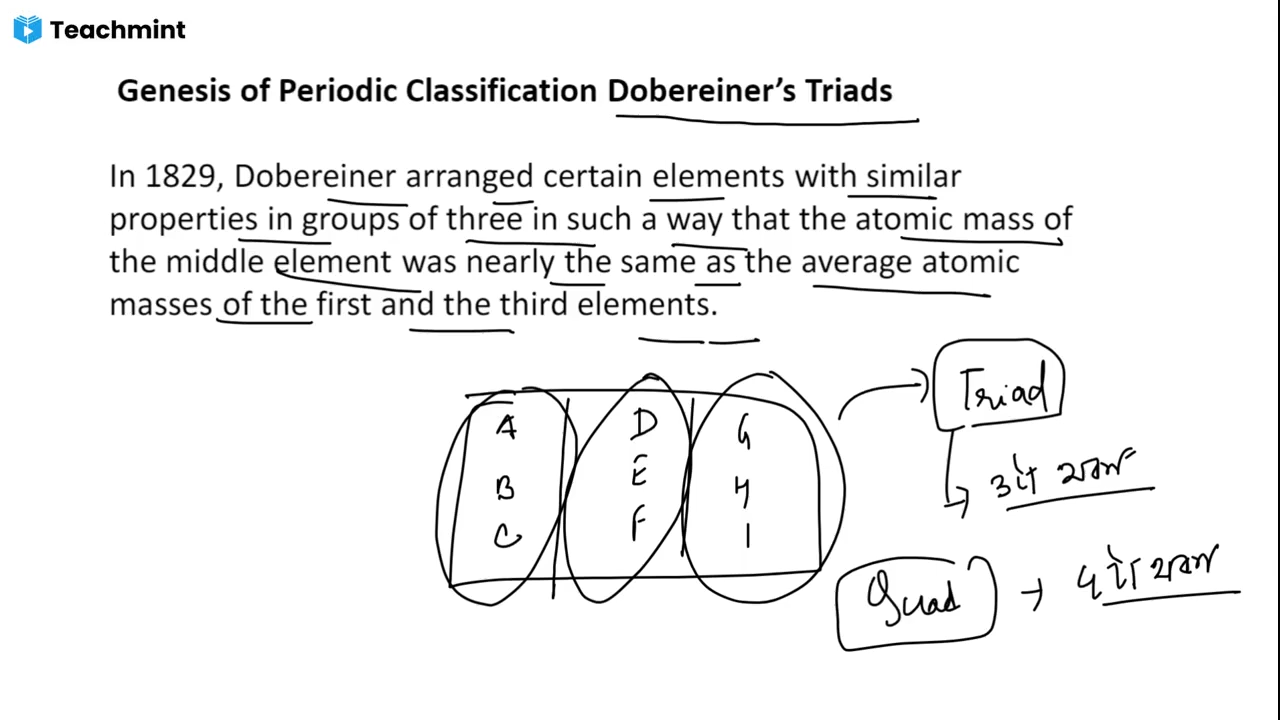 Teachmint
Genesis of Periodic Classification Dobereiner’s Triads
In 1829, Dobereiner arranged certain elements with similar
properties in groups of three in such a way that the atomic mass of
the middle element was nearly the same as the average atomic
masses of the first and the third elements.
Triad
A D G
B E H
C F I
Quad